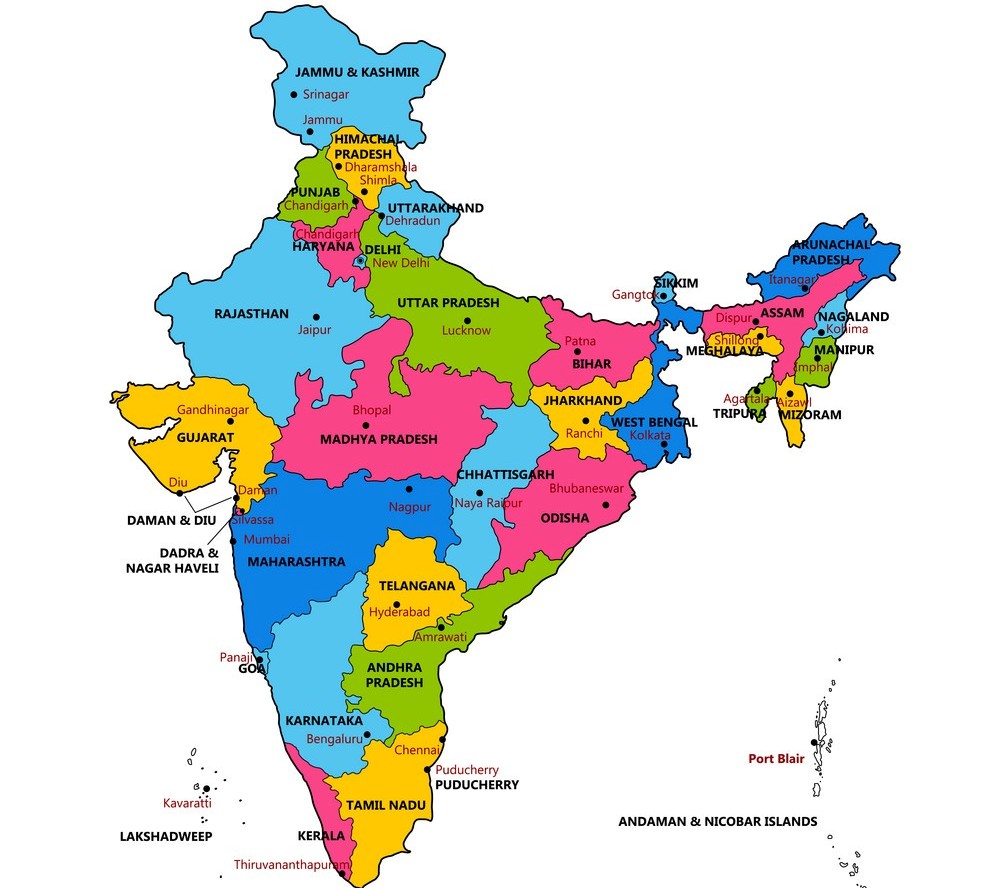 JAMMU & KASHMIR
Srinagar
Jammu
HIMACHAL
PRADESH
Dharamshala
Shimla
PUNJAB
Chandigarh
UTTARAKHAND
Dehradun
Chandigarh
HARYANA
DELHI
New Delhi
ARUNACHAL
PRADESH
Itanagar
SIKKIM
Gangtok
RAJASTHAN
Jaipur
UTTAR PRADESH
Lucknow
Dispur
ASSAM
NAGALAND
Kohima
Shillong
MEGHALAYA
MANIPUR
Imphal
Patna
BIHAR
Agartala
TRIPURA
Aizawl
MIZORAM
Gandhinagar
GUJARAT
Bhopal
MADHYA PRADESH
JHARKHAND
Ranchi
WEST BENGAL
Kolkata
Diu
Daman
DAMAN & DIU
Silvassa
DADRA &
NAGAR HAVELI
Mumbai
Nagpur
MAHARASHTRA
CHHATTISGARH
Naya Raipur
Bhubaneswar
ODISHA
TELANGANA
Hyderabad
Amrawati
Panaji
GOA
ANDHRA
PRADESH
KARNATAKA
Bengaluru
Chennai
Puducherry
PUDUCHERRY
Port Blair
Kavaratti
LAKSHADWEEP
TAMIL NADU
KERALA
Thiruvananthapuram
ANDAMAN & NICOBAR ISLANDS